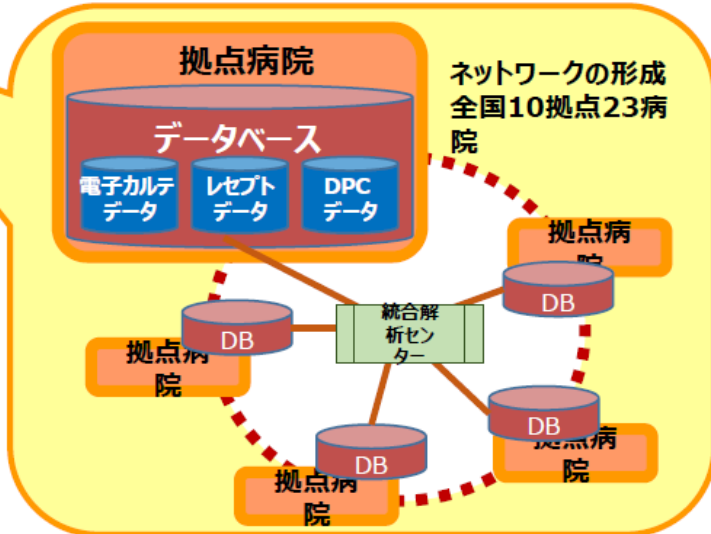 拠点病院
データベース
電子カルテ
データ
レセプト
データ
DPC
データ
ネットワークの形成
全国10拠点23病
院
拠点病
院
DB
統合解
析セン
ター
DB
拠点病
院
DB
拠点病
院
DB
拠点病
院